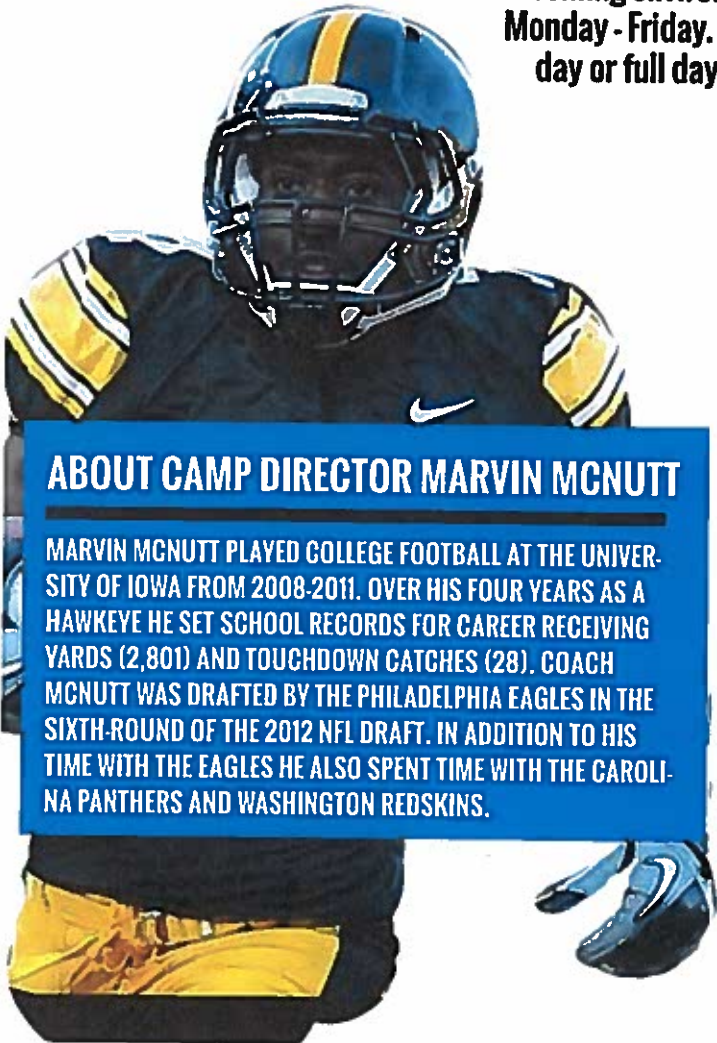 Monday - Friday.
day or full day
ABOUT CAMP DIRECTOR MARVIN MCNUTT
MARVIN MCNUTT PLAYED COLLEGE FOOTBALL AT THE UNIVER-
SITY OF IOWA FROM 2008-2011. OVER HIS FOUR YEARS AS A
HAWKEYE HE SET SCHOOL RECORDS FOR CAREER RECEIVING
YARDS (2,801) AND TOUCHDOWN CATCHES (28). COACH
MCNUTT WAS DRAFTED BY THE PHILADELPHIA EAGLES IN THE
SIXTH-ROUND OF THE 2012 NFL DRAFT. IN ADDITION TO HIS
TIME WITH THE EAGLES HE ALSO SPENT TIME WITH THE CAROLI-
NA PANTHERS AND WASHINGTON REDSKINS.